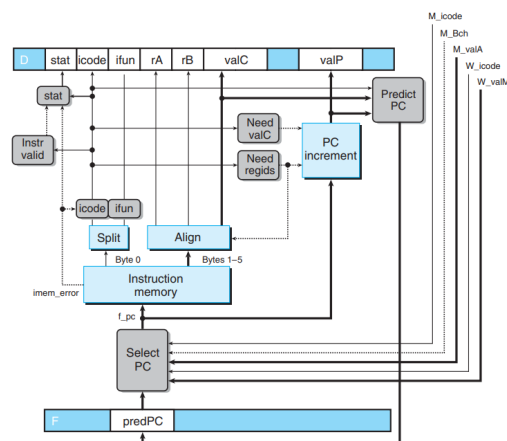 M_icode
M_Bch
M_valA
W_icode
W_valM
D stat icode ifun rA rB valC valP
stat
Predict
PC
Need
valC
Instr
valid
PC
increment
Need
regids
icode ifun
Split
Align
Byte 0
Bytes 1–5
Instruction
memory
imem_error
f_pc
Select
PC
F predPC